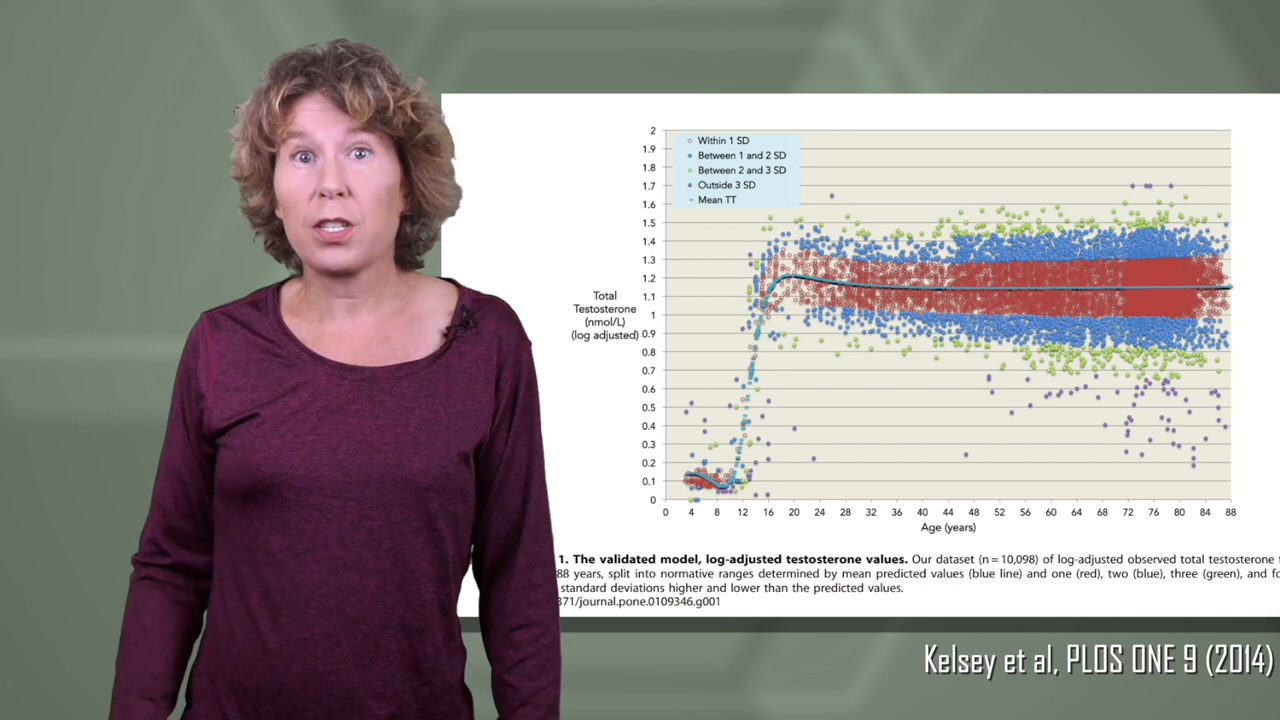 2
1.9
1.8
1.7
1.6
1.5
1.4
1.3
1.2
1.1
1
0.9
0.8
0.7
0.6
0.5
0.4
0.3
0.2
0.1
0
Within 1 SD
Between 1 and 2 SD
Between 2 and 3 SD
Outside 3 SD
Mean TT
Total
Testosterone
(nmol/L)
(log adjusted)
0 4 8 12 16 20 24 28 32 36 40 44 48 52 56 60 64 68 72 76 80 84 88
Age (years)
1. The validated model, log-adjusted testosterone values. Our dataset (n = 10,098) of log-adjusted observed total testosterone
88 years, split into normative ranges determined by mean predicted values (blue line) and one (red), two (blue), three (green), and
standard deviations higher and lower than the predicted values.
371/journal.pone.0109346.g001
Kelsey et al, PLOS ONE 9 (2014)